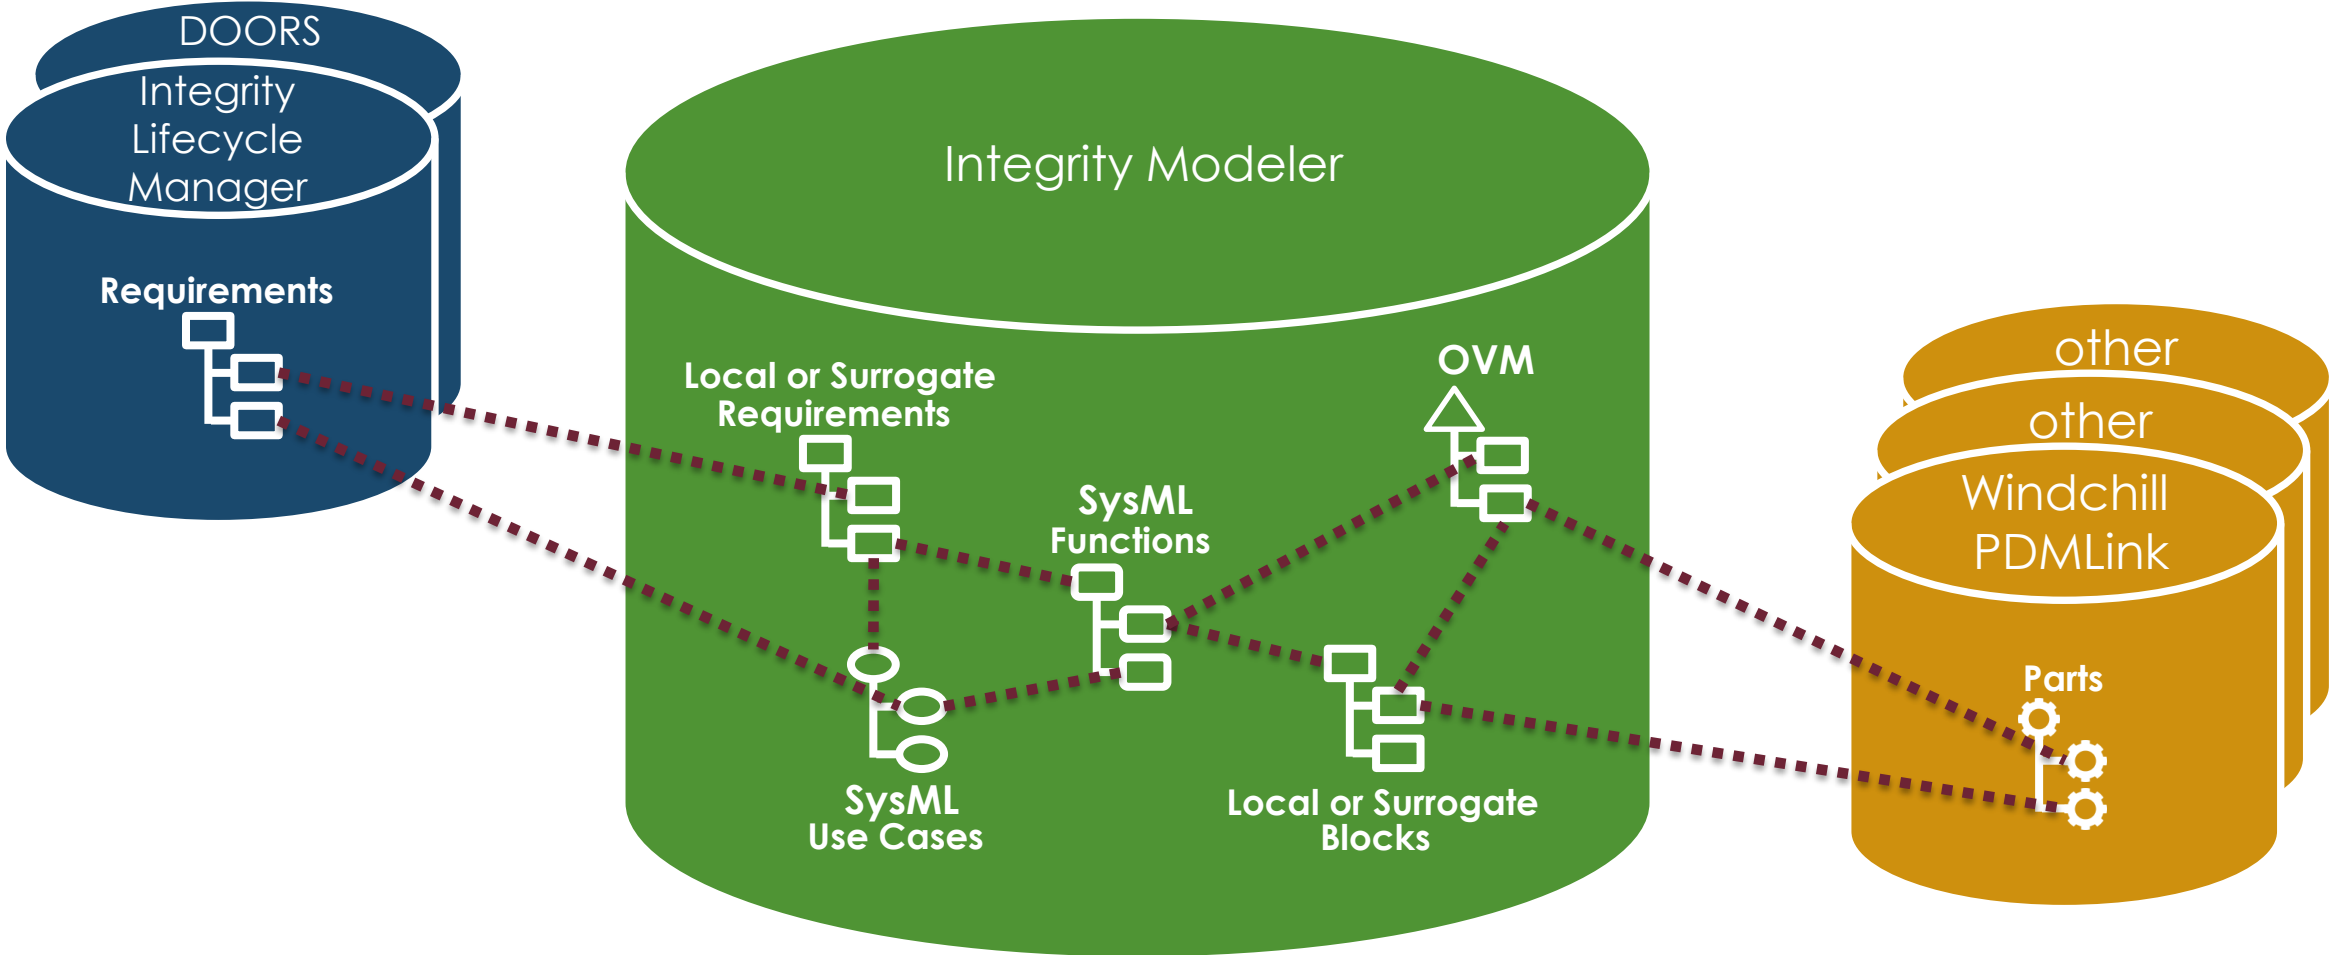 DOORS
Integrity
Lifecycle
Manager
Requirements
Integrity Modeler
Local or Surrogate
Requirements
SysML
Functions
OVM
SysML
Use Cases
Local or Surrogate
Blocks
other
other
Windchill
PDMLink
Parts